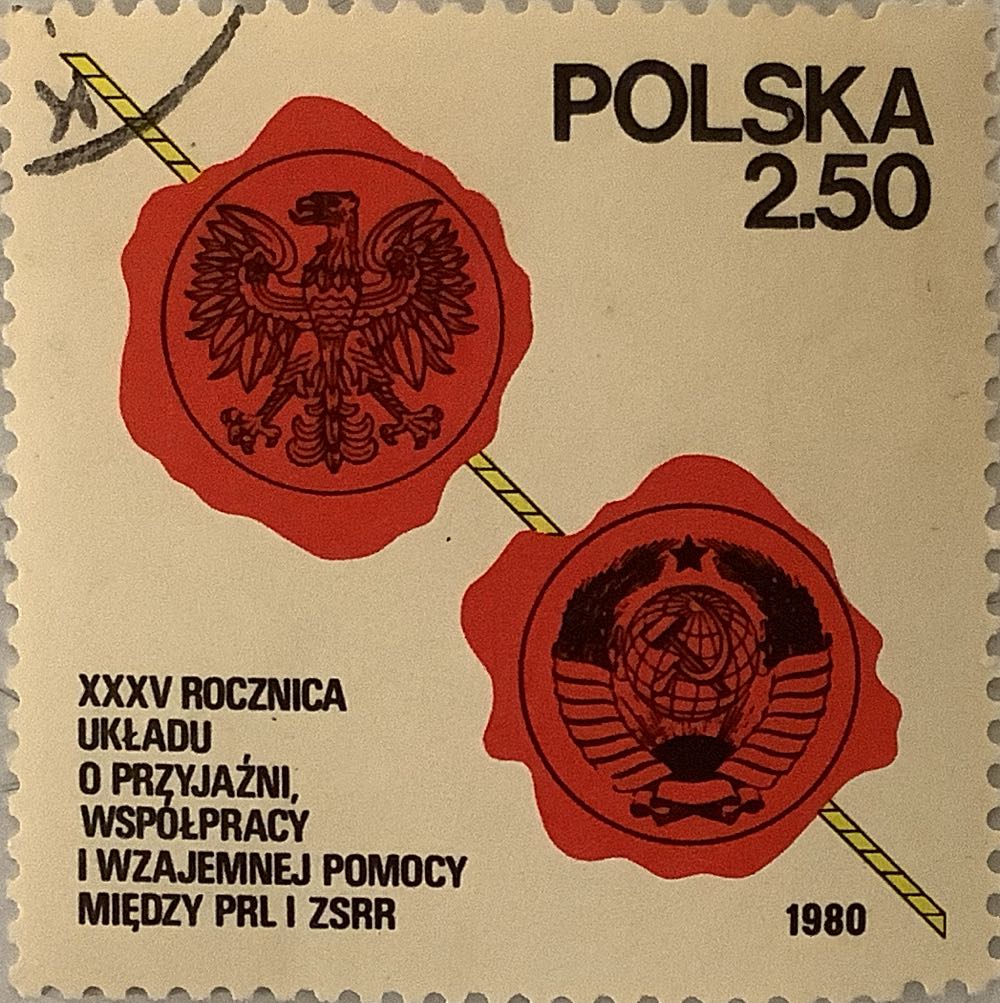 POLSKA
2.50
XXXV ROCZNICA
UKŁADU
O PRZYJAŹNI,
WSPÓŁPRACY
I WZAJEMNEJ POMOCY
MIĘDZY PRL I ZSRR
1980